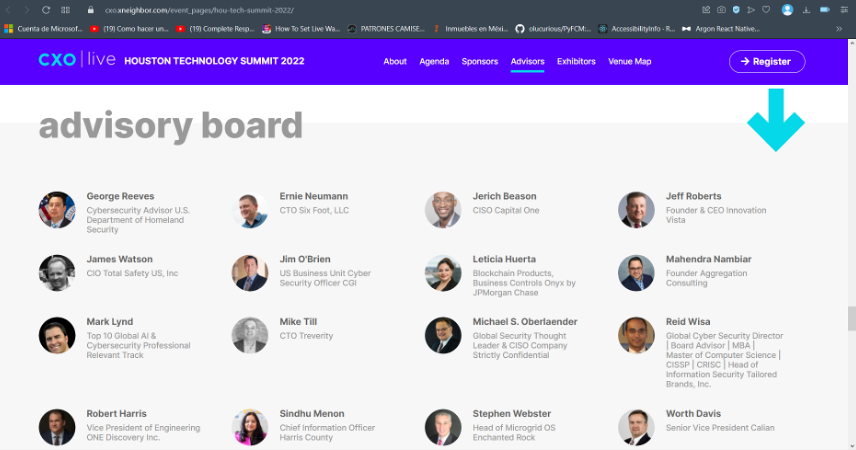 cxo.xneighbor.com/event_pages/hou-tech-summit-2022/
Cuenta de Microsof...
(19) Como hacer un...
(19) Complete Resp...
How To Set Live Wa...
PATRONES CAMISE...
Inmuebles en México
olucurious/PyFCM:...
AccessibilityInfo · R...
Argon React Native...
CXO live HOUSTON TECHNOLOGY SUMMIT 2022
About Agenda Sponsors Advisors Exhibitors Venue Map
→ Register
advisory board
George Reeves
Cybersecurity Advisor U.S.
Department of Homeland
Security
Ernie Neumann
CTO Six Foot, LLC
Jerich Beason
CISO Capital One
Jeff Roberts
Founder & CEO Innovation
Vista
James Watson
CIO Total Safety US, Inc
Jim O'Brien
US Business Unit Cyber
Security Officer CGI
Leticia Huerta
Blockchain Products,
Business Controls Onyx by
JPMorgan Chase
Mahendra Nambiar
Founder Aggregation
Consulting
Mark Lynd
Top 10 Global AI &
Cybersecurity Professional
Relevant Track
Mike Till
CTO Treverity
Michael S. Oberlaender
Global Security Thought
Leader & CISO Company
Strictly Confidential
Reid Wisa
Global Cyber Security Director
| Board Advisor | MBA |
Master of Computer Science |
CISSP | CRISC | Head of
Information Security Tailored
Brands, Inc.
Robert Harris
Vice President of Engineering
ONE Discovery Inc.
Sindhu Menon
Chief Information Officer
Harris County
Stephen Webster
Head of Microgrid OS
Enchanted Rock
Worth Davis
Senior Vice President Calian